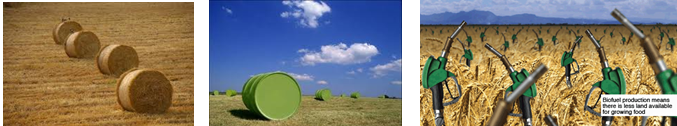 Biofuel production means
there is less land available
for growing food